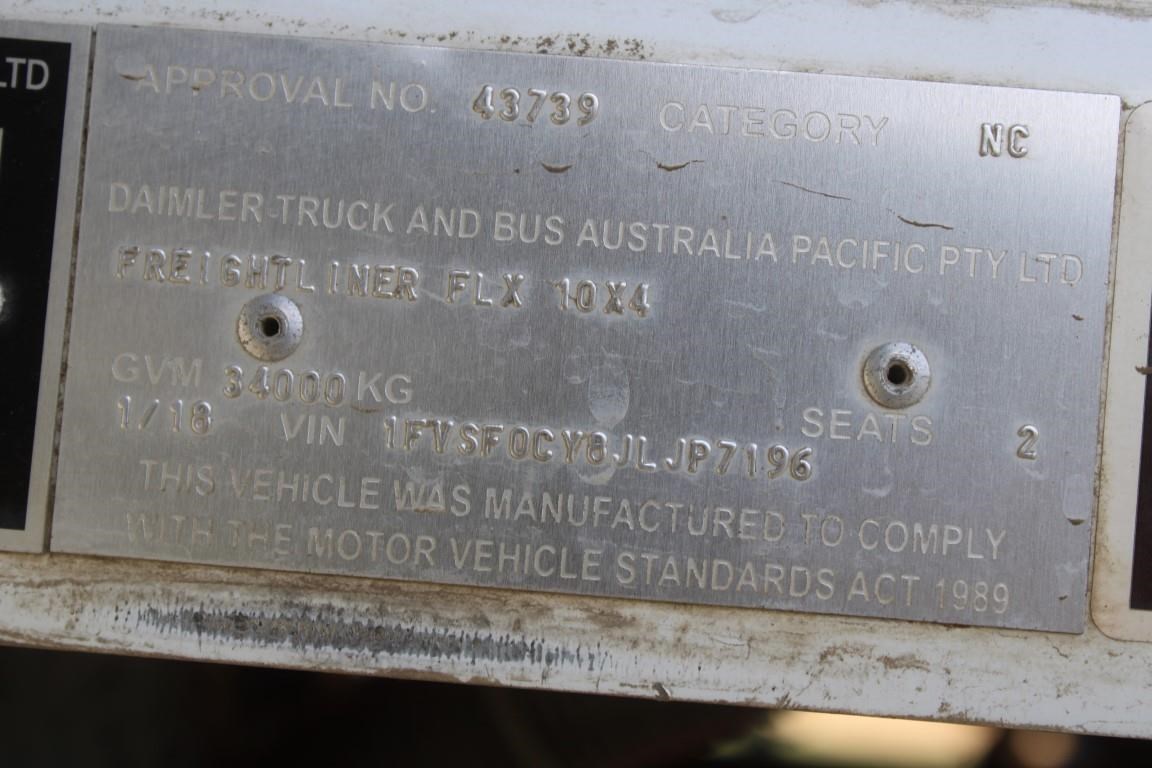 LTD
APPROVAL NO. 43739 CATEGORY NC
DAIMLER TRUCK AND BUS AUSTRALIA PACIFIC PTY LTD
FREIGHTLINER FLX 10X4
GVM 34000 KG SEATS 2
1/18 VIN 1FVSF0CY8JLJP7196
THIS VEHICLE WAS MANUFACTURED TO COMPLY
WITH THE MOTOR VEHICLE STANDARDS ACT 1989